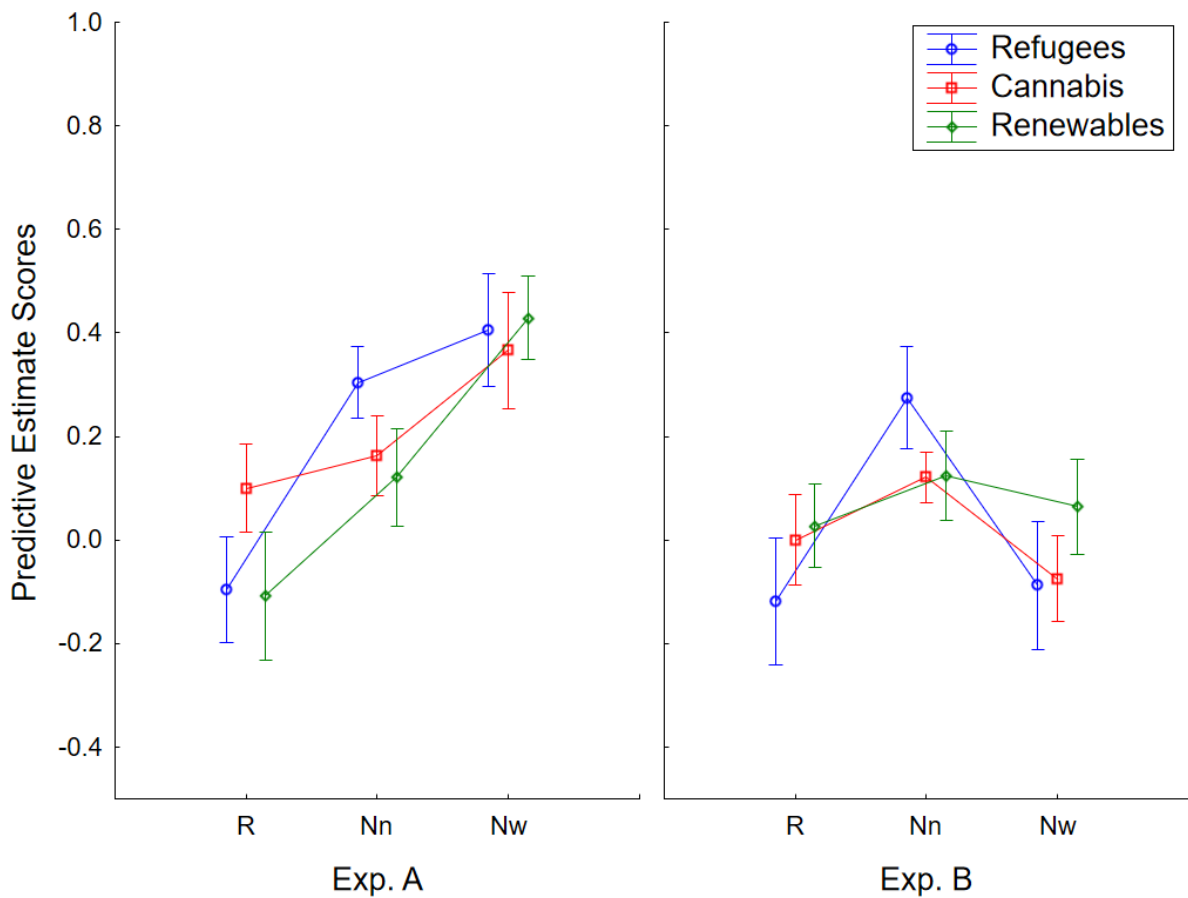 Predictive Estimate Scores
1.0
0.8
0.6
0.4
0.2
0.0
-0.2
-0.4
R Nn Nw
Exp. A
Refugees
Cannabis
Renewables
R Nn Nw
Exp. B